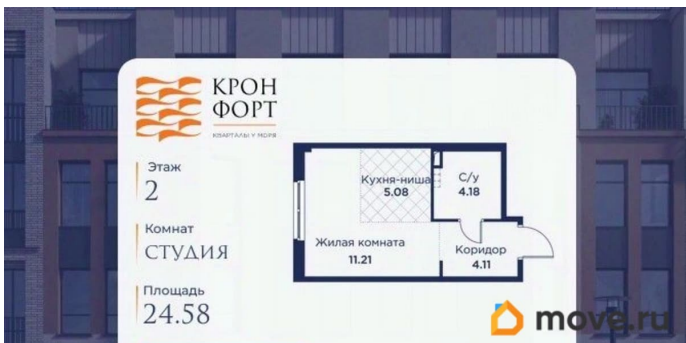 КРОН
ФОРТ
КВАРТАЛЫ У МОРЯ
Этаж
2
Комнат
СТУДИЯ
Площадь
24.58
Кухня-ниша
5.08
С/у
4.18
Жилая комната
11.21
Коридор
4.11
move.ru